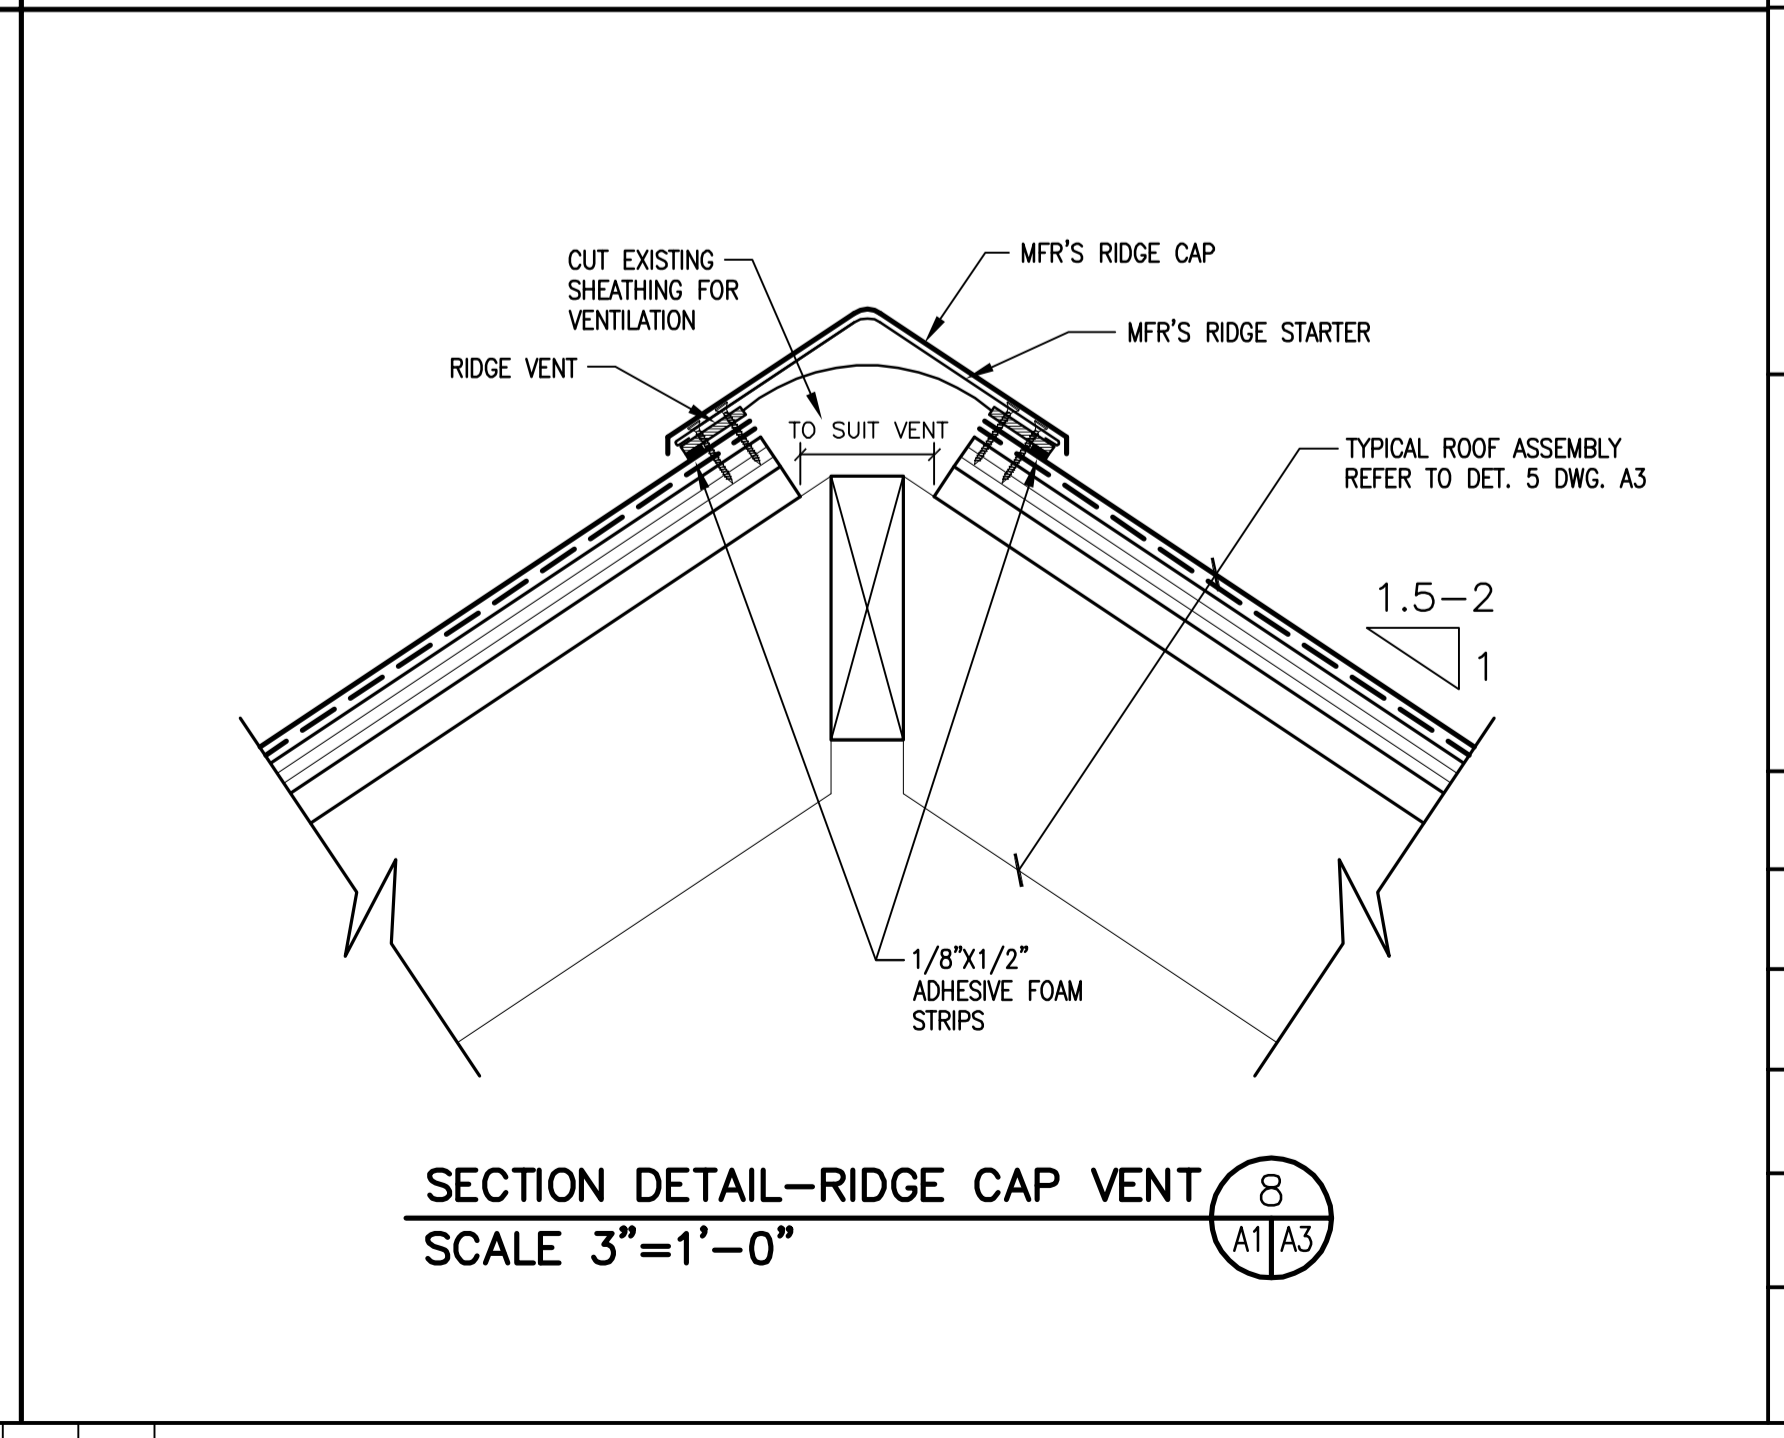 CUT EXISTING
SHEATHING FOR
VENTILATION
RIDGE VENT
MFR'S RIDGE CAP
MFR'S RIDGE STARTER
TO SUIT VENT
TYPICAL ROOF ASSEMBLY
REFER TO DET. 5 DWG. A3
1.5-2
1
1/8"X1/2"
ADHESIVE FOAM
STRIPS
SECTION DETAIL-RIDGE CAP VENT
SCALE 3"=1'-0"
8
A1 A3